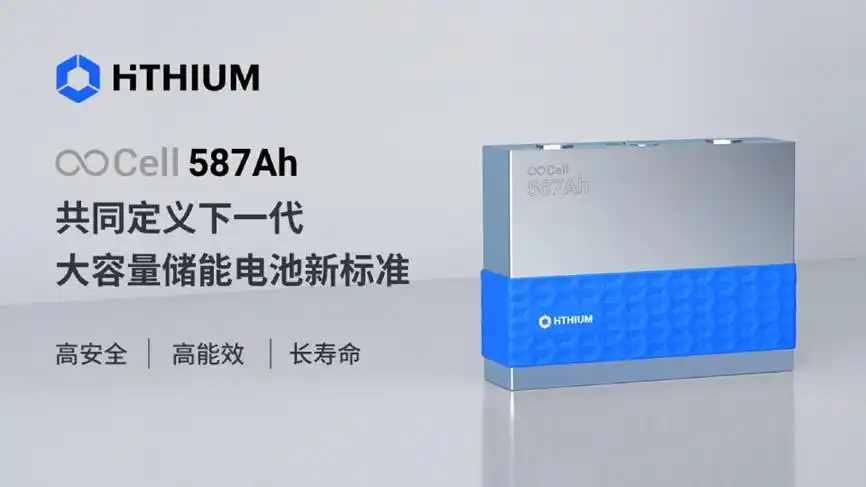 HiTHIUM
∞Cell 587Ah
共同定义下一代
大容量储能电池新标准
高安全 | 高能效 | 长寿命
∞Cell
587Ah
HiTHIUM